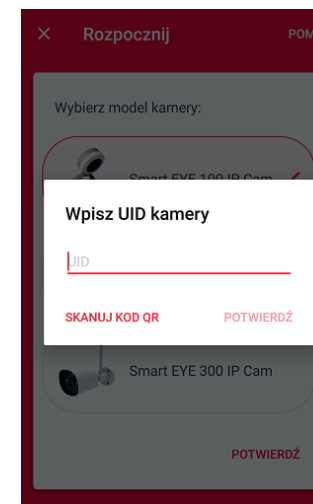 × Rozpocznij POM
Wybierz model kamery:
Smart EYE 100 IP Cam
Wpisz UID kamery
UID
SKANUJ KOD QR POTWIERDŹ
Smart EYE 300 IP Cam
POTWIERDŹ